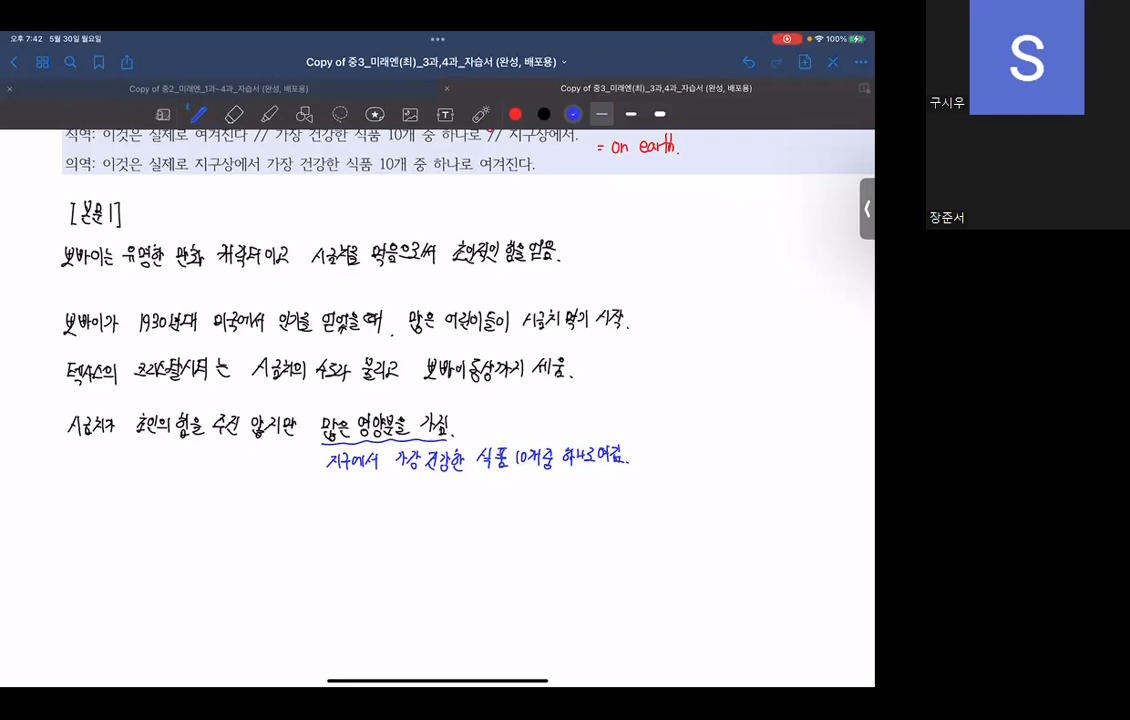 오후 7:42 5월 30일 월요일
100%
Copy of 중3_미래엔(최)_3과,4과_자습서 (완성, 배포용)
Copy of 중2_미래엔_1과~4과_자습서 (완성, 배포용)
Copy of 중3_미래엔(최)_3과,4과_자습서 (완성, 배포용)
직역: 이것은 실제로 여겨진다 // 가장 건강한 식품 10개 중 하나로 // 지구상에서.
= on earth.
의역: 이것은 실제로 지구상에서 가장 건강한 식품 10개 중 하나로 여겨진다.
[본문1]
뽀빠이는 유명한 만화 캐릭터이고 시금치를 먹음으로써 초인적인 힘을 얻음.
뽀빠이가 1930년대 미국에서 인기를 얻었을때, 많은 어린이들이 시금치 먹기 시작.
텍사스의 크리스탈시티는 시금치의 수도라 불리고 뽀빠이동상까지 세움.
시금치가 초인의 힘을 주진 않지만 많은 영양분을 가짐.
지구에서 가장 건강한 식품 10개중 하나로여김.
S
구시우
장준서